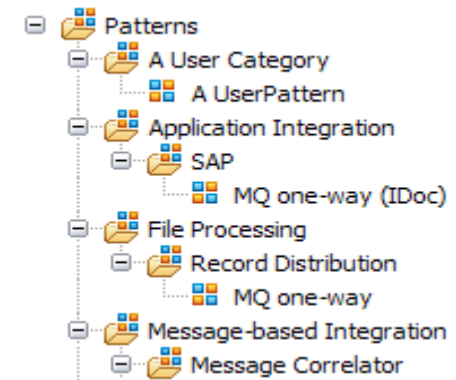 Patterns
A User Category
A UserPattern
Application Integration
SAP
MQ one-way (IDoc)
File Processing
Record Distribution
MQ one-way
Message-based Integration
Message Correlator